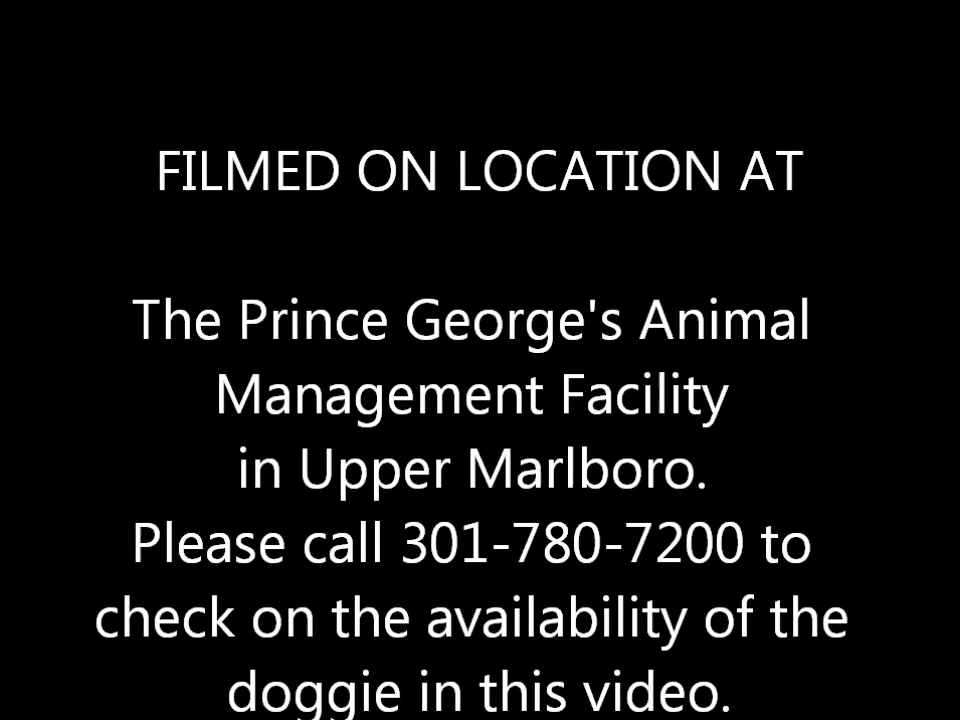 FILMED ON LOCATION AT
The Prince George's Animal
Management Facility
in Upper Marlboro.
Please call 301-780-7200 to
check on the availability of the
doggie in this video.